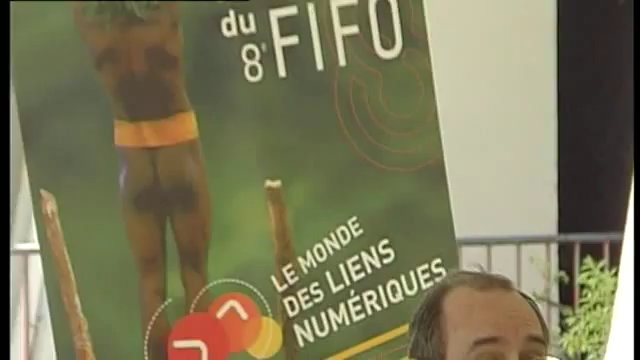 du
8e FIFO
LE MONDE
DES LIENS
NUMÉRIQUES